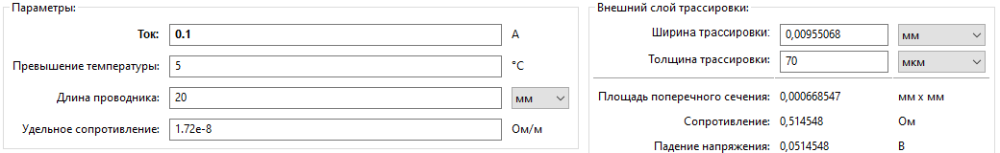 Параметры:
Ток: 0.1 А
Превышение температуры: 5 °C
Длина проводника: 20 мм
Удельное сопротивление: 1.72e-8 Ом/м
Внешний слой трассировки:
Ширина трассировки: 0,00955068 мм
Толщина трассировки: 70 мкм
Площадь поперечного сечения: 0,000668547 мм x мм
Сопротивление: 0,514548 Ом
Падение напряжения: 0,0514548 В